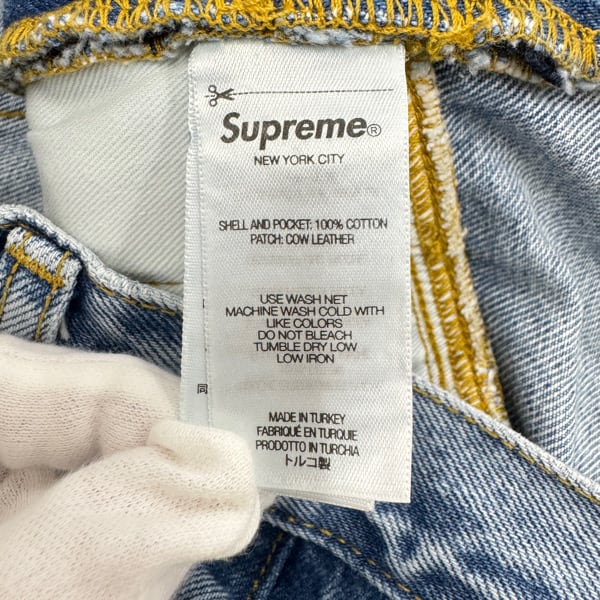 Supreme®
NEW YORK CITY
SHELL AND POCKET: 100% COTTON
PATCH: COW LEATHER
USE WASH NET
MACHINE WASH COLD WITH
LIKE COLORS
DO NOT BLEACH
TUMBLE DRY LOW
LOW IRON
同
MADE IN TURKEY
FABRIQUÉ EN TURQUIE
PRODOTTO IN TURCHIA
トルコ製